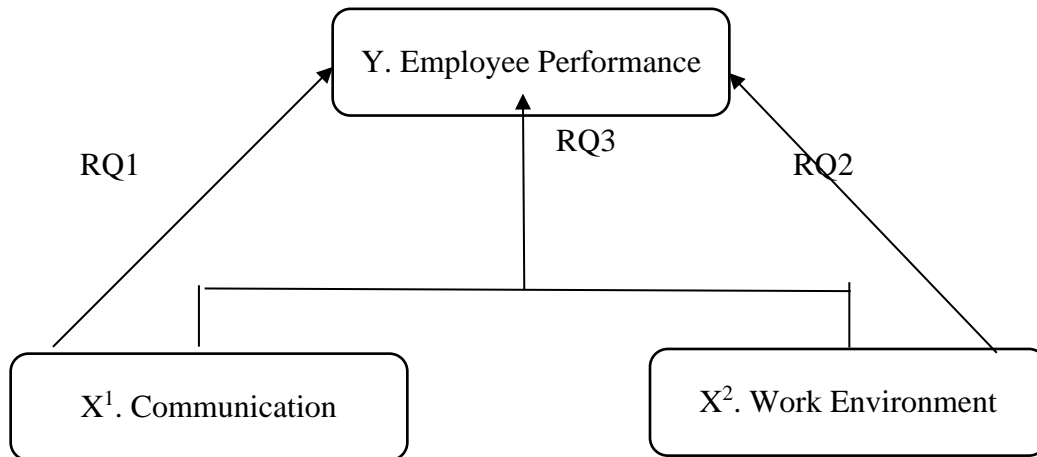 Y. Employee Performance
RQ1
RQ3
RQ2
X¹. Communication
X². Work Environment